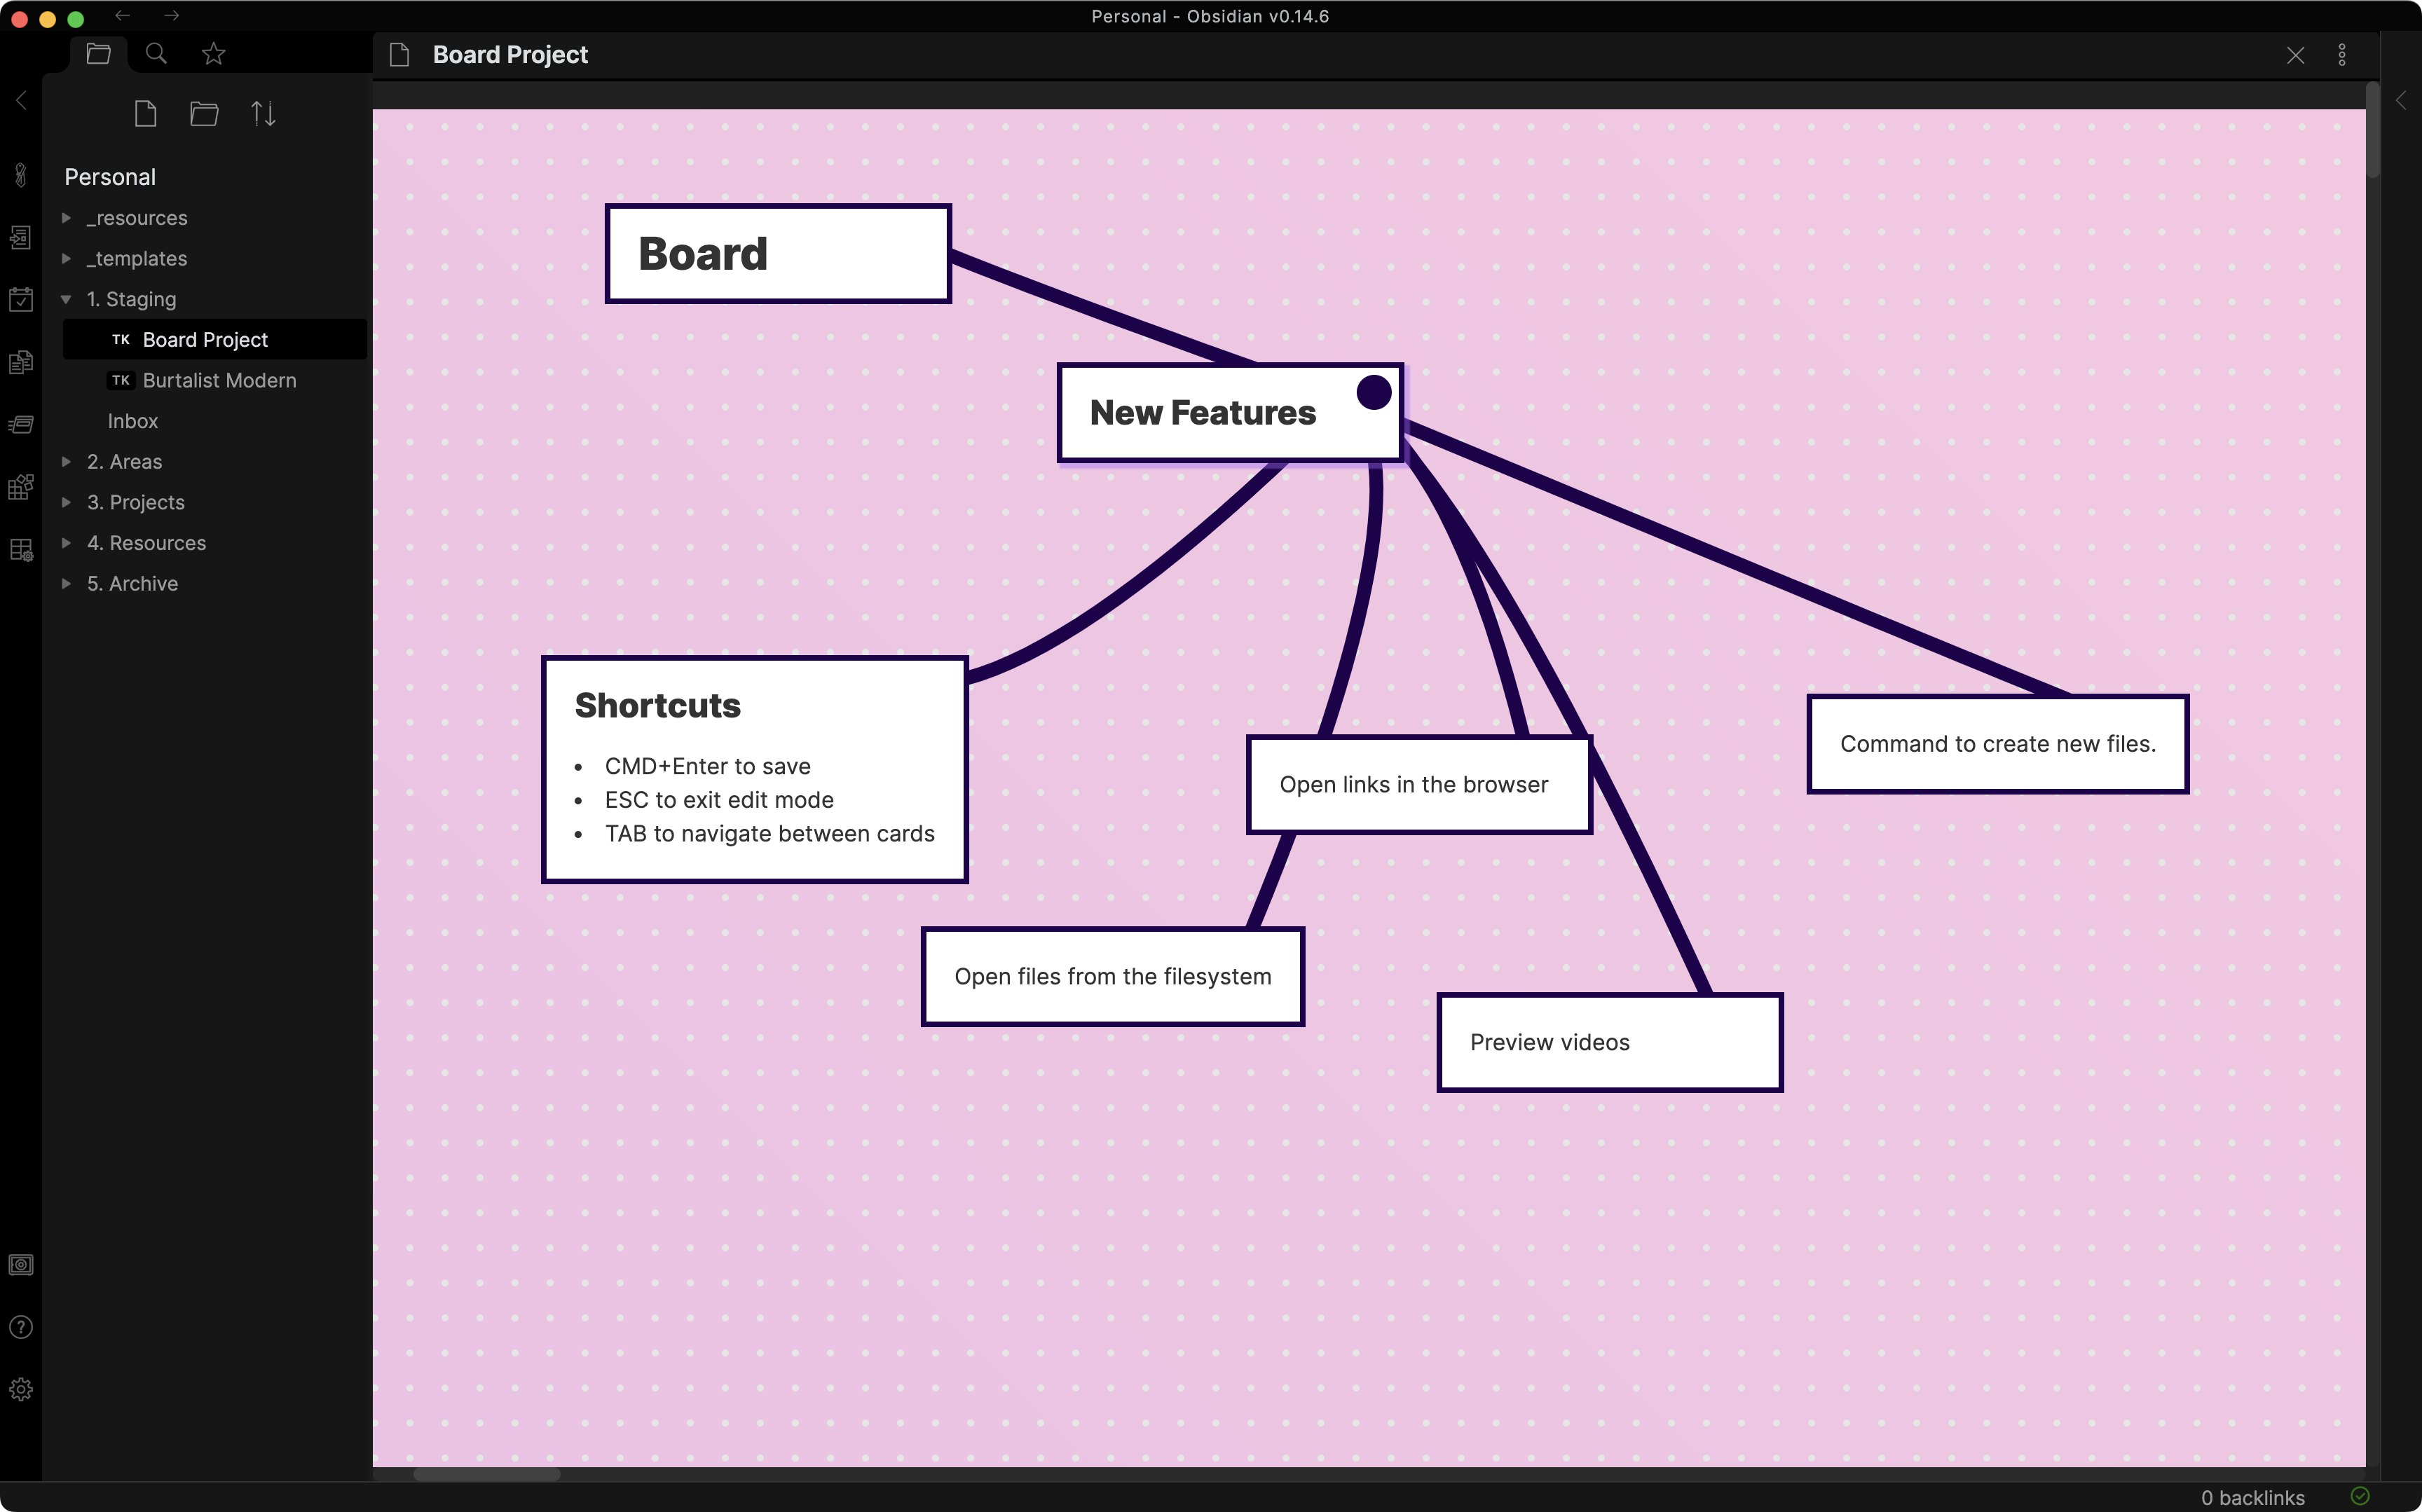 Personal - Obsidian v0.14.6
Board Project
Personal
_resources
_templates
1. Staging
TK Board Project
TK Burtalist Modern
Inbox
2. Areas
3. Projects
4. Resources
5. Archive
Board
New Features
Shortcuts
• CMD+Enter to save
• ESC to exit edit mode
• TAB to navigate between cards
Open links in the browser
Command to create new files.
Open files from the filesystem
Preview videos
0 backlinks